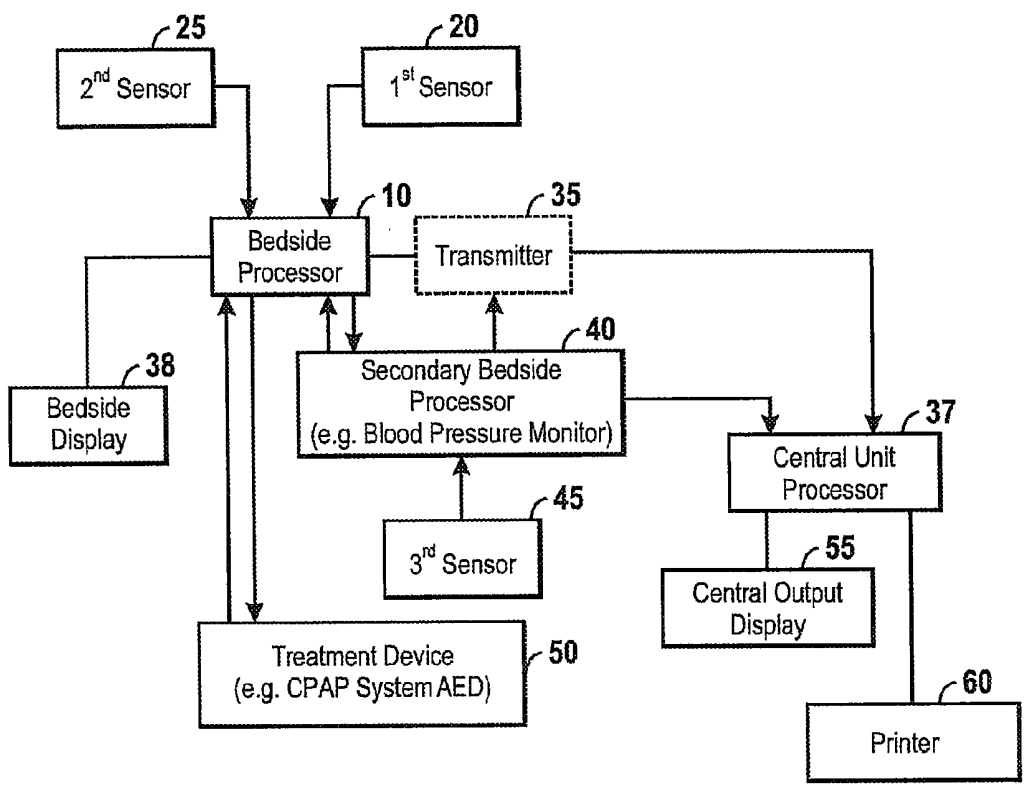 25
20
2nd Sensor
1st Sensor
10
35
Bedside
Processor
Transmitter
40
38
Secondary Bedside
Processor
(e.g. Blood Pressure Monitor)
37
Bedside
Display
Central Unit
Processor
45
3rd Sensor
55
Central Output
Display
50
Treatment Device
(e.g. CPAP System AED)
60
Printer